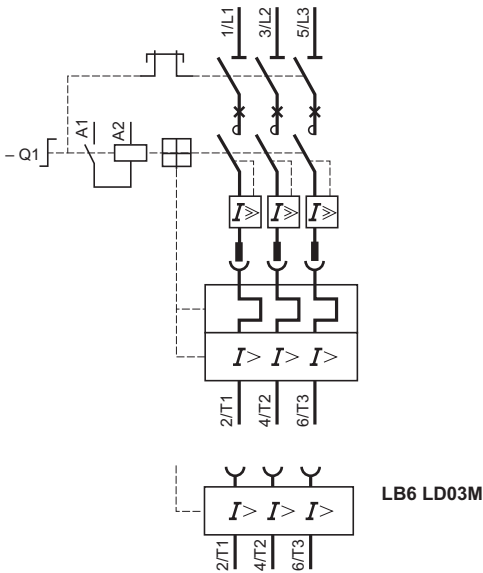 1/L1 3/L2 5/L3
A1 A2
– Q1
I≫ I≫ I≫
I> I> I>
2/T1 4/T2 6/T3
LB6 LD03M
I> I> I>
2/T1 4/T2 6/T3